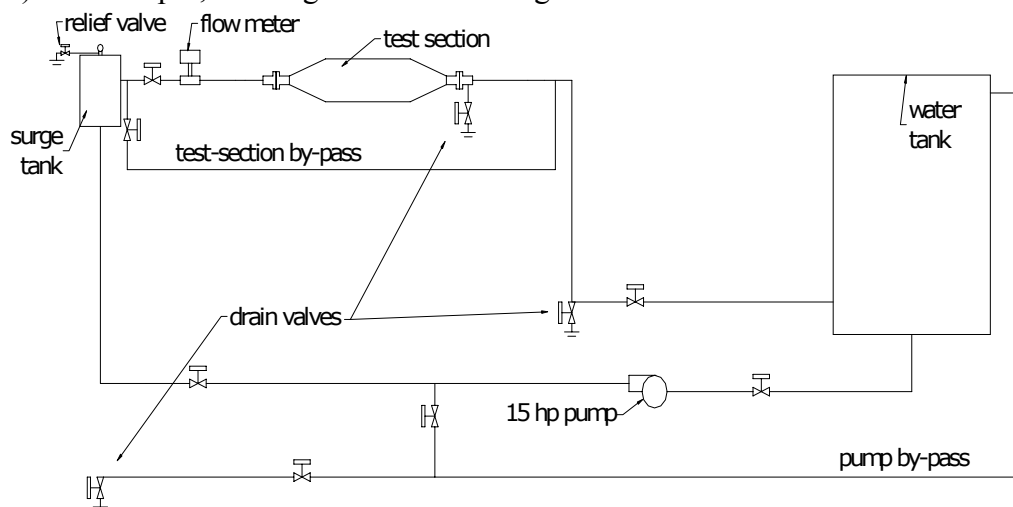 relief valve
flow meter
test section
surge
tank
test-section by-pass
water
tank
drain valves
15 hp pump
pump by-pass